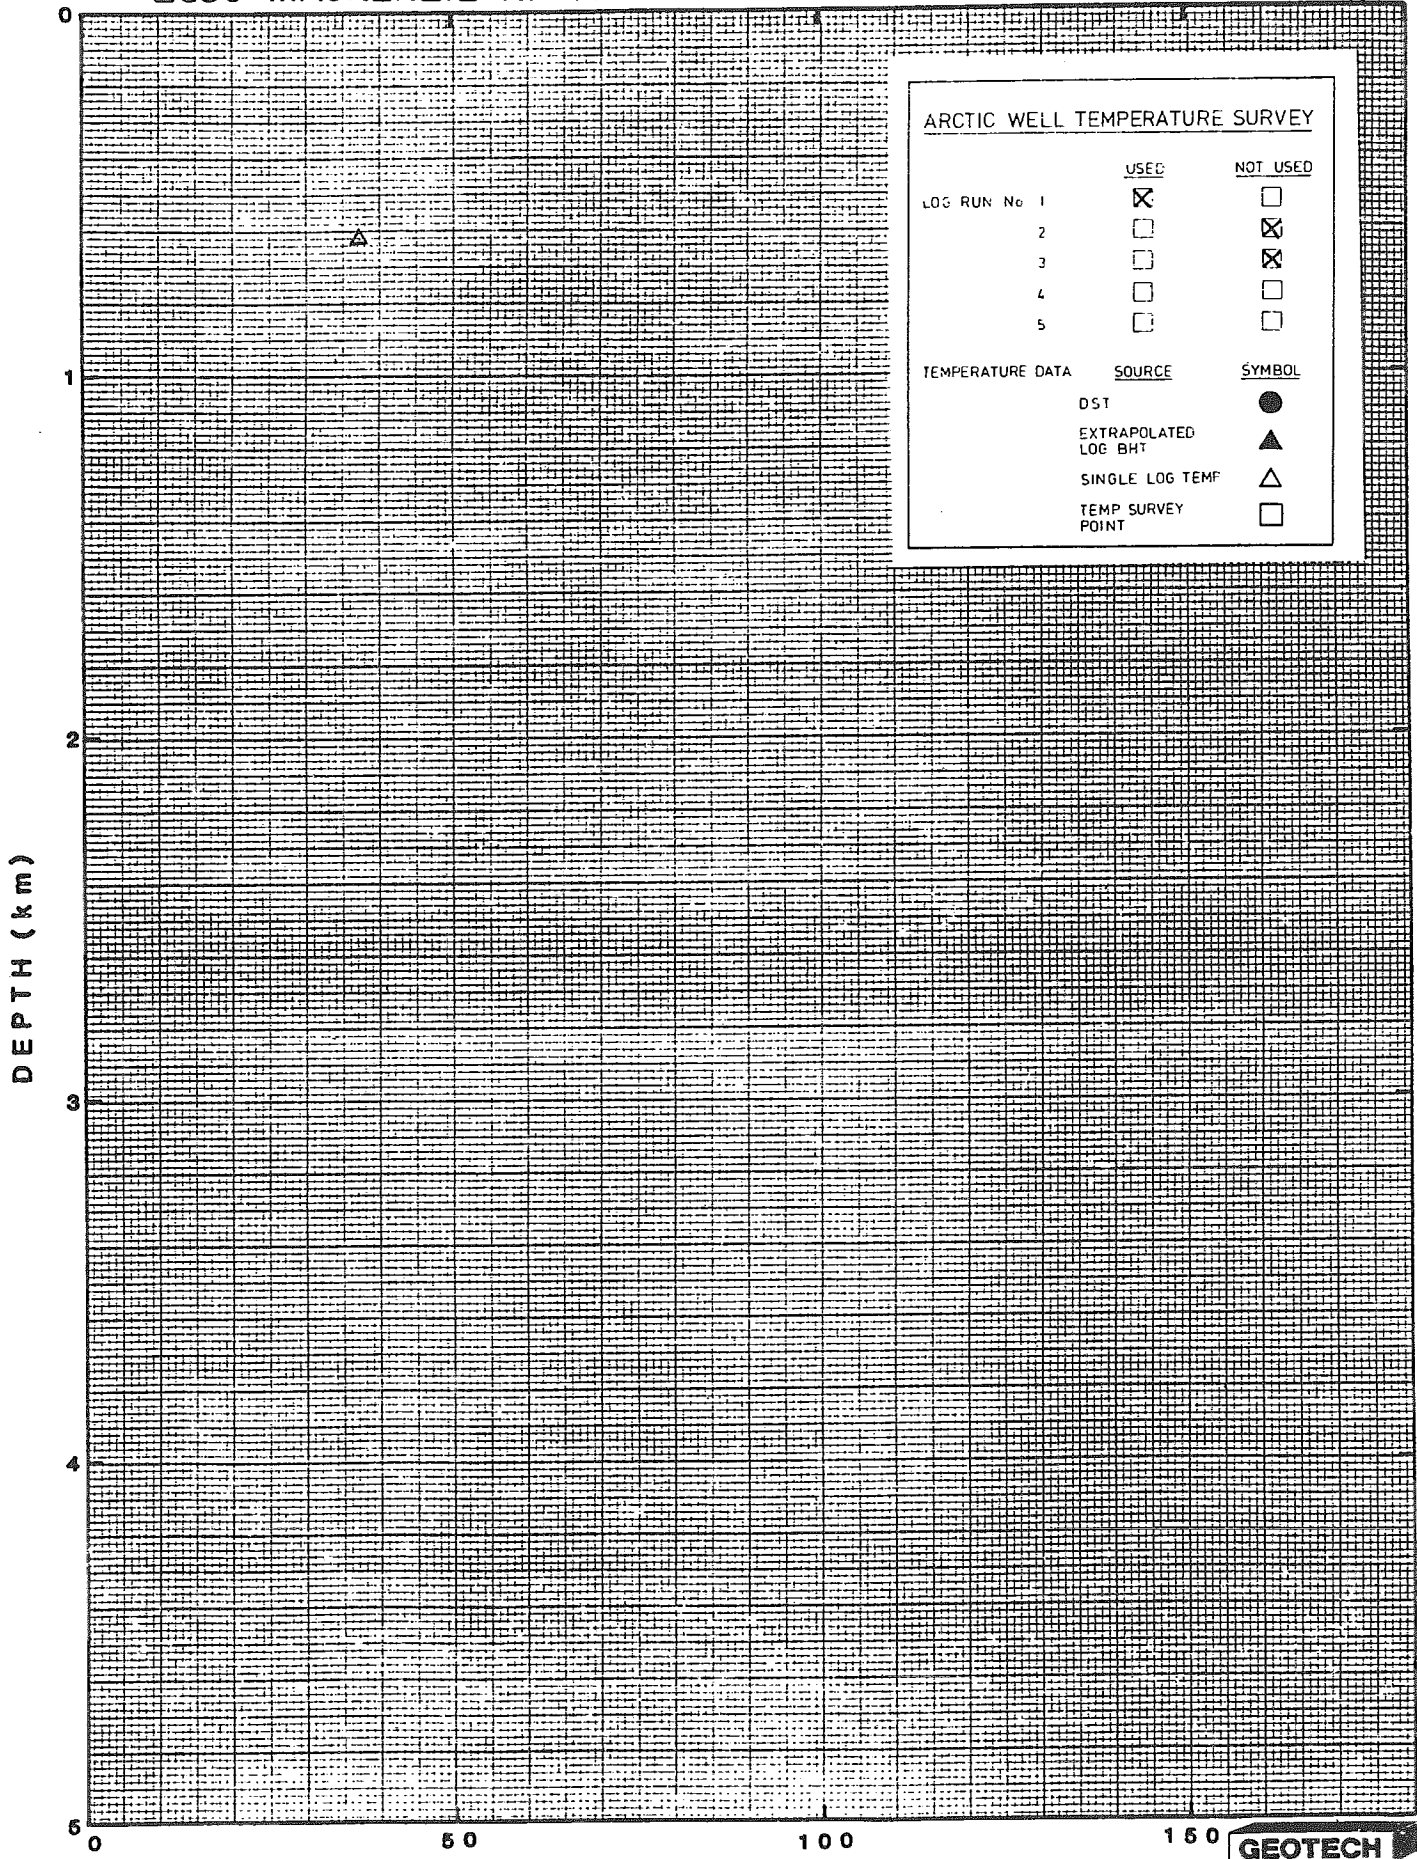 0
ARCTIC WELL TEMPERATURE SURVEY
USED NOT USED
LOG RUN No 1
2
3
4
5
TEMPERATURE DATA SOURCE SYMBOL
DST
EXTRAPOLATED
LOG BHT
SINGLE LOG TEMP
TEMP SURVEY
POINT
1
2
DEPTH (km)
3
4
5
0 50 100 150
GEOTECH